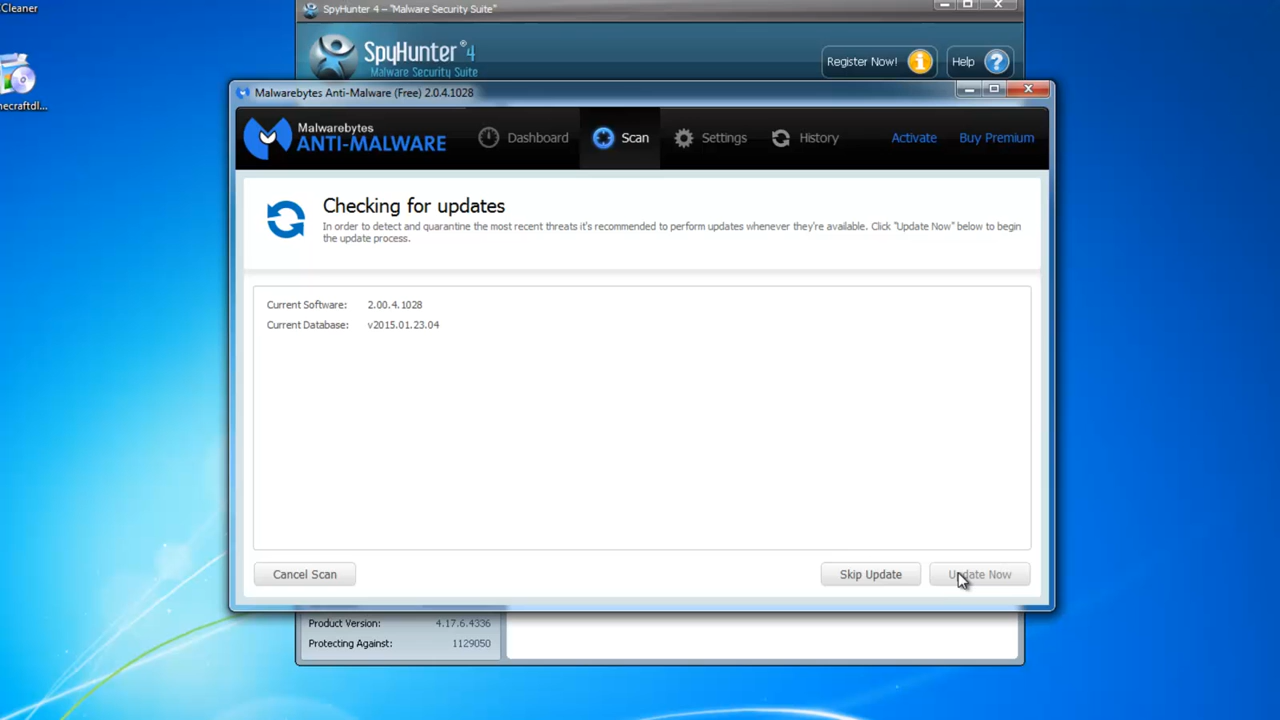 Cleaner
SpyHunter 4 – "Malware Security Suite"
SpyHunter®4
Malware Security Suite
Register Now!
Help
necraftdl...
Malwarebytes Anti-Malware (Free) 2.0.4.1028
Malwarebytes
ANTI-MALWARE
Dashboard
Scan
Settings
History
Activate
Buy Premium
Checking for updates
In order to detect and quarantine the most recent threats it's recommended to perform updates whenever they're available. Click "Update Now" below to begin
the update process.
Current Software: 2.00.4.1028
Current Database: v2015.01.23.04
Cancel Scan
Skip Update
Update Now
Product Version: 4.17.6.4336
Protecting Against: 1129050